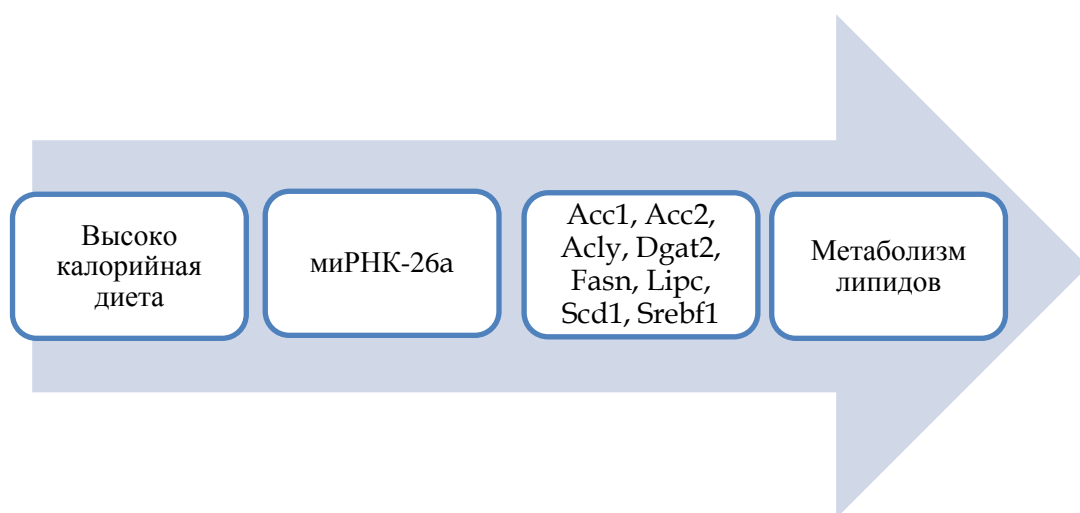 Высоко
калорийная
диета
миРНК-26а
Acc1, Acc2,
Acly, Dgat2,
Fasn, Lipc,
Scd1, Srebf1
Метаболизм
липидов